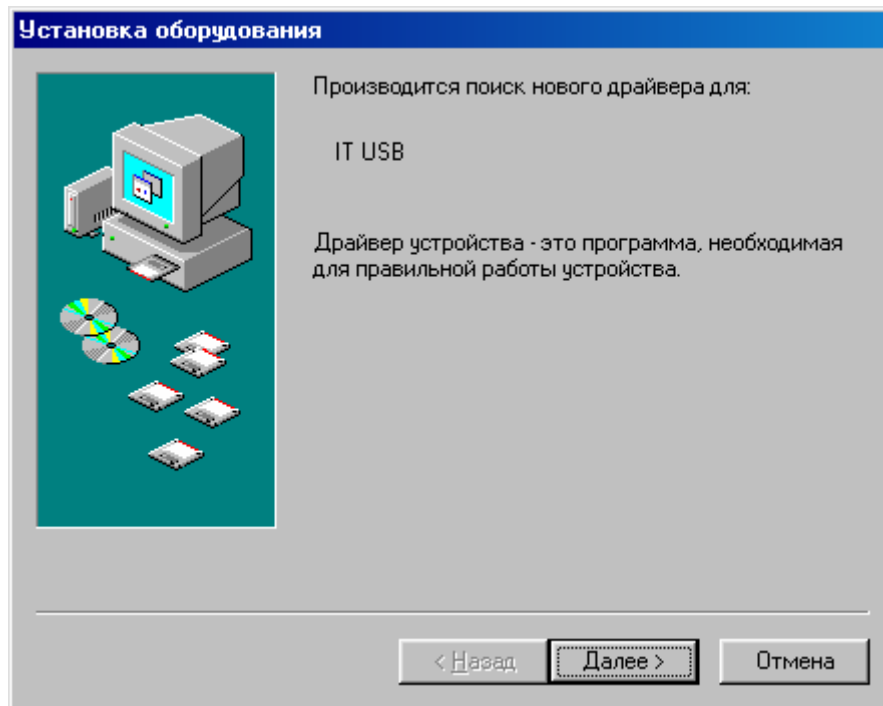 Установка оборудования
Производится поиск нового драйвера для:
IT USB
Драйвер устройства - это программа, необходимая
для правильной работы устройства.
< Назад
Далее >
Отмена